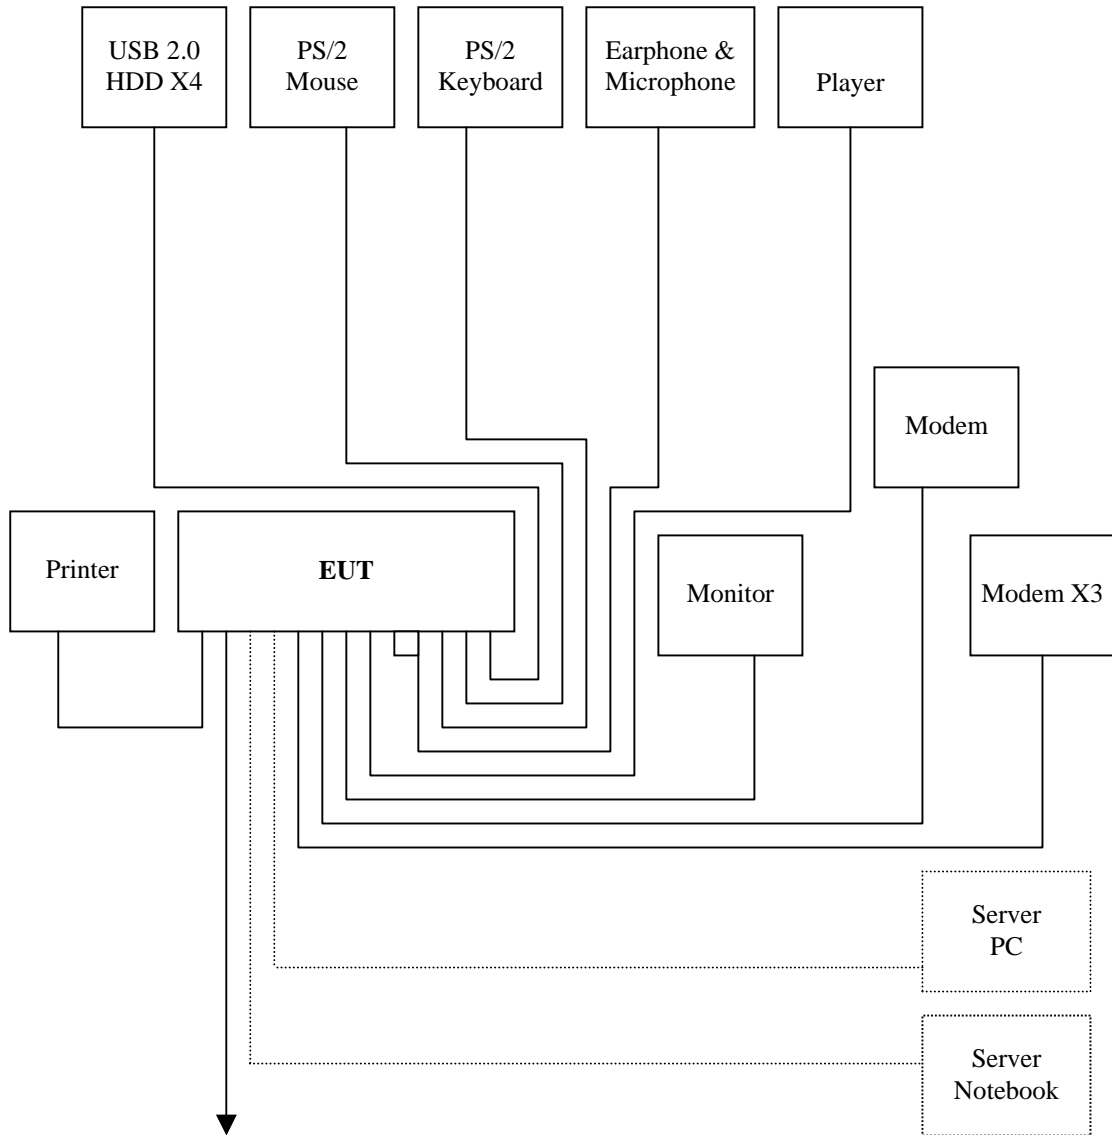 USB 2.0
HDD X4
PS/2
Mouse
PS/2
Keyboard
Earphone &
Microphone
Player
Modem
Printer
EUT
Monitor
Modem X3
Server
PC
Server
Notebook